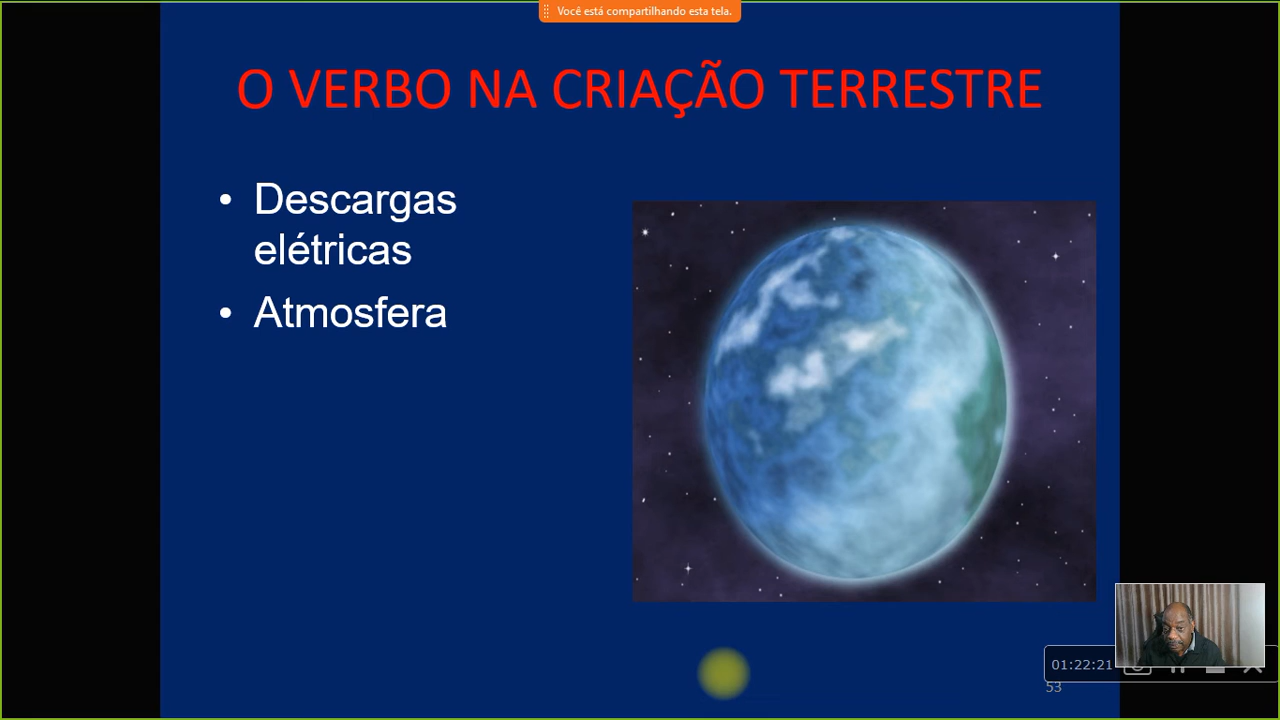 Você está compartilhando esta tela.
O VERBO NA CRIAÇÃO TERRESTRE
• Descargas
elétricas
• Atmosfera
01:22:21
53